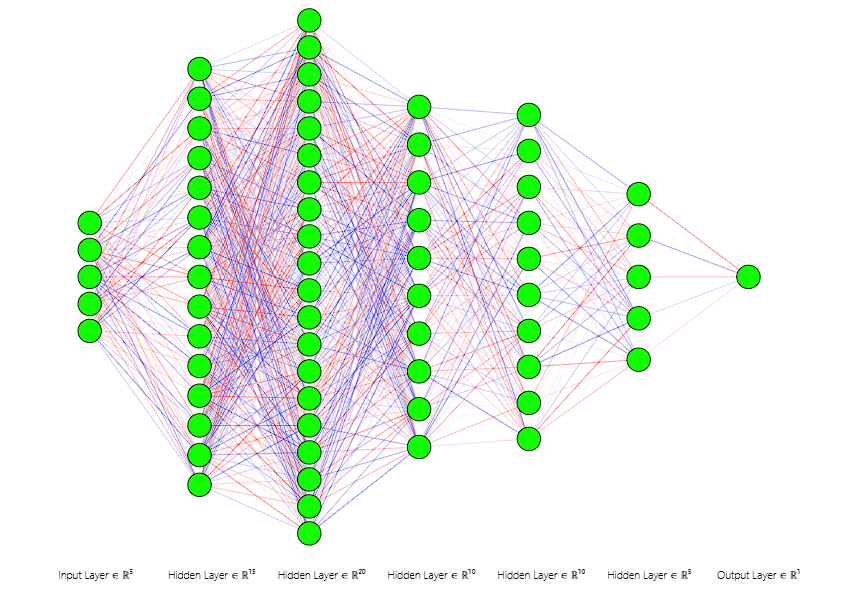 Input Layer ∈ ℝ⁵
Hidden Layer ∈ ℝ¹⁵
Hidden Layer ∈ ℝ²⁰
Hidden Layer ∈ ℝ¹⁰
Hidden Layer ∈ ℝ¹⁰
Hidden Layer ∈ ℝ⁵
Output Layer ∈ ℝ¹